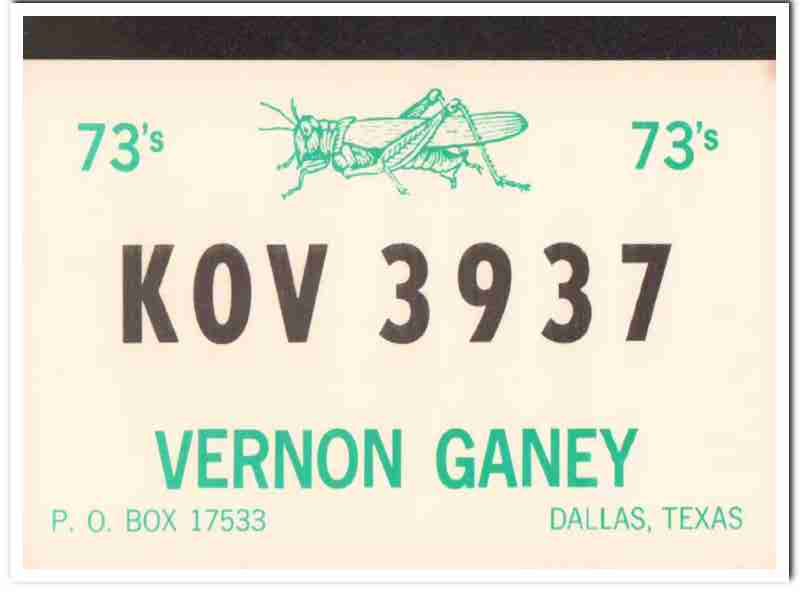 73's 73's
KOV 3937
VERNON GANEY
P. O. BOX 17533 DALLAS, TEXAS